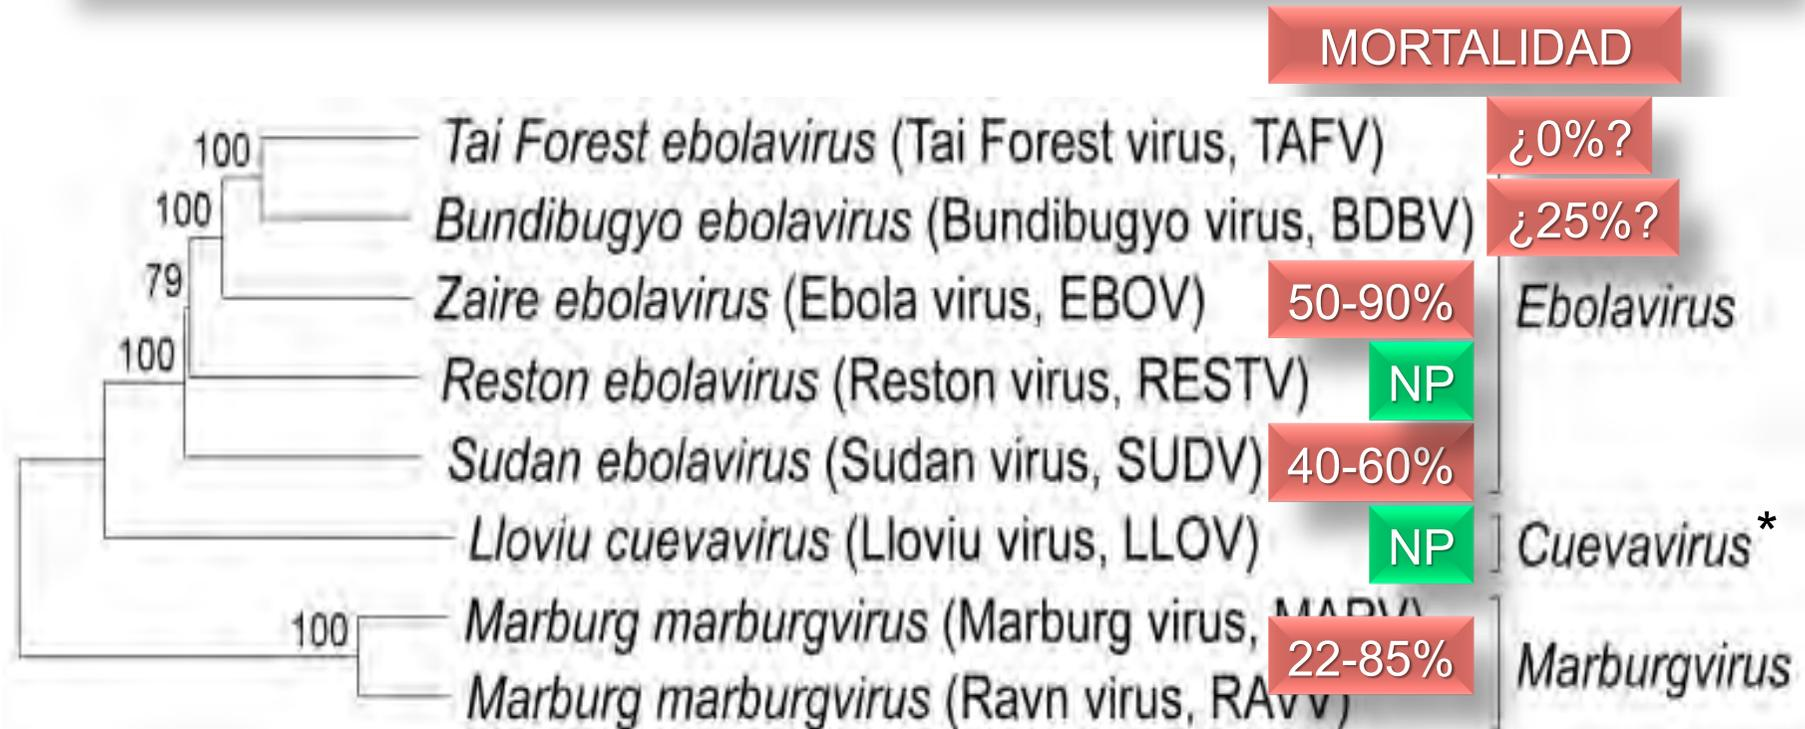 MORTALIDAD
100 Tai Forest ebolavirus (Tai Forest virus, TAFV) ¿0%?
100 Bundibugyo ebolavirus (Bundibugyo virus, BDBV) ¿25%?
79 Zaire ebolavirus (Ebola virus, EBOV) 50-90% Ebolavirus
100 Reston ebolavirus (Reston virus, RESTV) NP
Sudan ebolavirus (Sudan virus, SUDV) 40-60%
Lloviu cuevavirus (Lloviu virus, LLOV) NP Cuevavirus*
100 Marburg marburgvirus (Marburg virus, MARV)
22-85% Marburgvirus
Marburg marburgvirus (Ravn virus, RAVV)